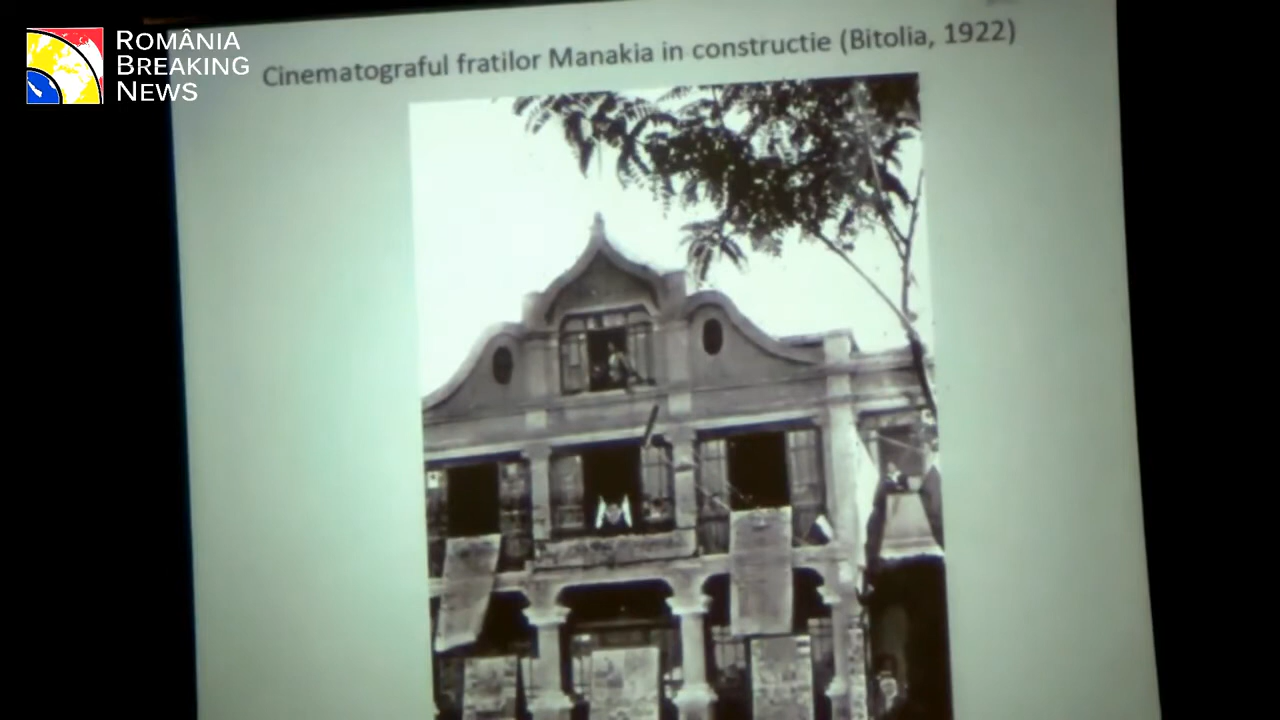 ROMÂNIA
BREAKING
NEWS
Cinematograful fratilor Manakia in constructie (Bitolia, 1922)